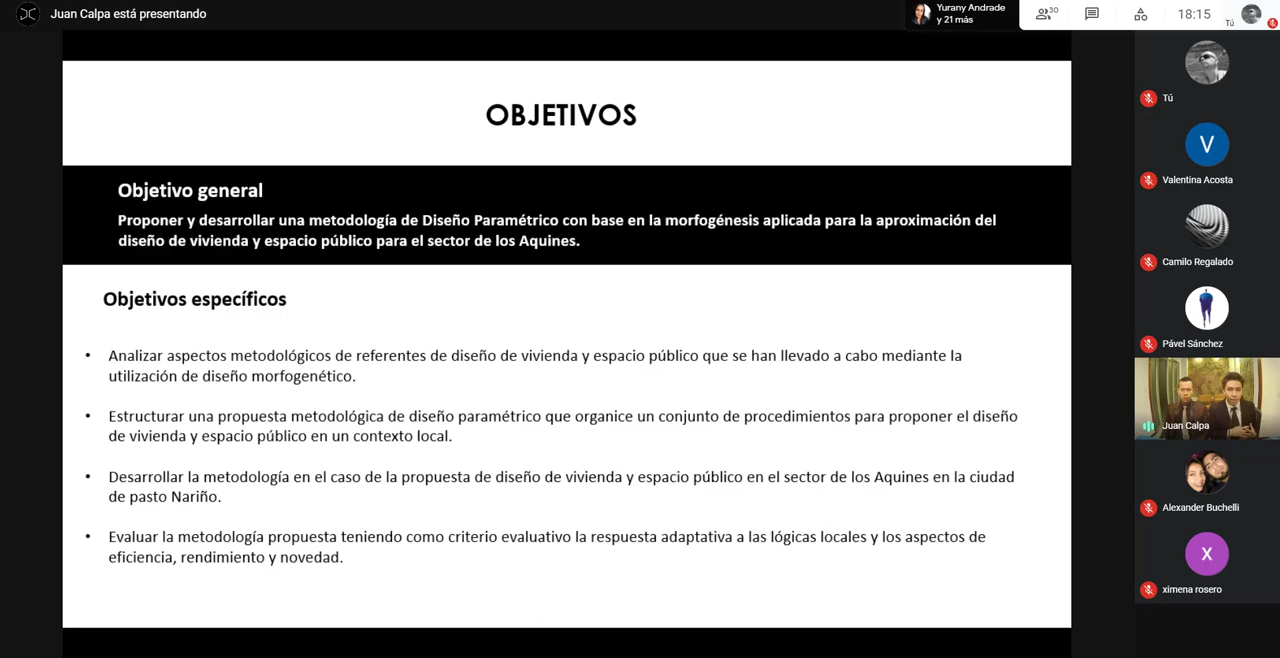 Juan Calpa está presentando
Yurany Andrade
y 21 más
30
18:15
Tú
OBJETIVOS
Objetivo general
Proponer y desarrollar una metodología de Diseño Paramétrico con base en la morfogénesis aplicada para la aproximación del
diseño de vivienda y espacio público para el sector de los Aquines.
Objetivos específicos
• Analizar aspectos metodológicos de referentes de diseño de vivienda y espacio público que se han llevado a cabo mediante la
utilización de diseño morfogenético.
• Estructurar una propuesta metodológica de diseño paramétrico que organice un conjunto de procedimientos para proponer el diseño
de vivienda y espacio público en un contexto local.
• Desarrollar la metodología en el caso de la propuesta de diseño de vivienda y espacio público en el sector de los Aquines en la ciudad
de pasto Nariño.
• Evaluar la metodología propuesta teniendo como criterio evaluativo la respuesta adaptativa a las lógicas locales y los aspectos de
eficiencia, rendimiento y novedad.
Tú
V
Valentina Acosta
Camilo Regalado
Pável Sánchez
Juan Calpa
Alexander Buchelli
X
ximena rosero